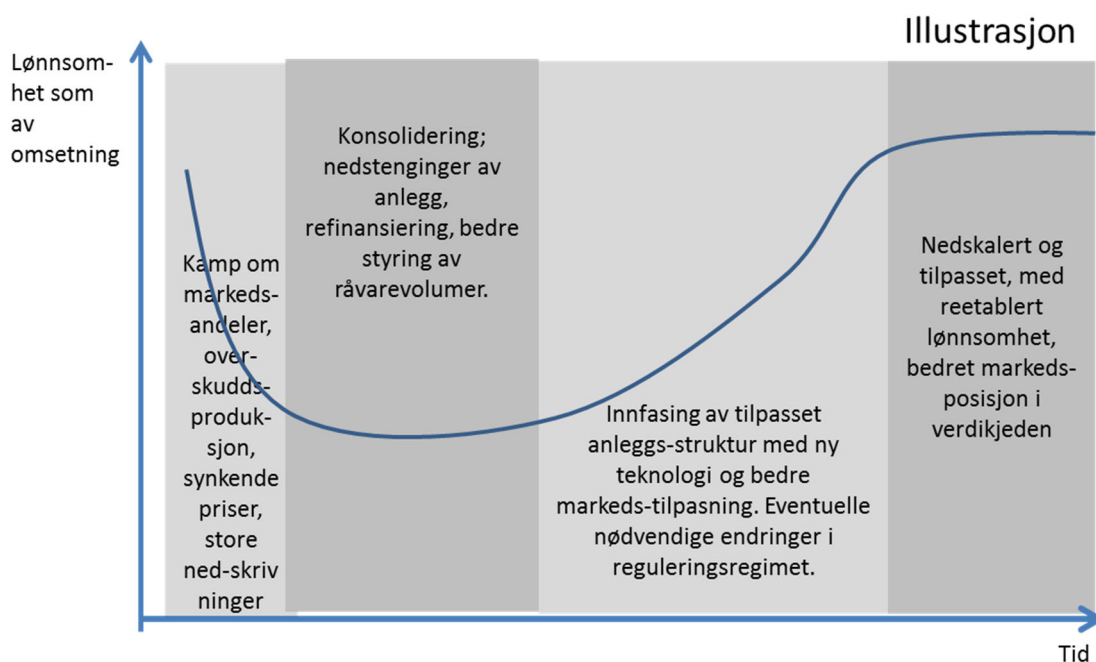 Illustrasjon
Lønnsom-
het som
av
omsetning
Kamp om
markeds-
andeler,
over-
skudds-
produk-
sjon,
synkende
priser,
store
ned-skriv
ninger
Konsolidering;
nedstenginger av
anlegg,
refinansiering, bedre
styring av
råvarevolumer.
Innfasing av tilpasset
anleggs-struktur med ny
teknologi og bedre
markeds-tilpasning. Eventuelle
nødvendige endringer i
reguleringsregimet.
Nedskalert og
tilpasset, med
reetablert
lønnsomhet,
bedret markeds-
posisjon i
verdikjeden
Tid